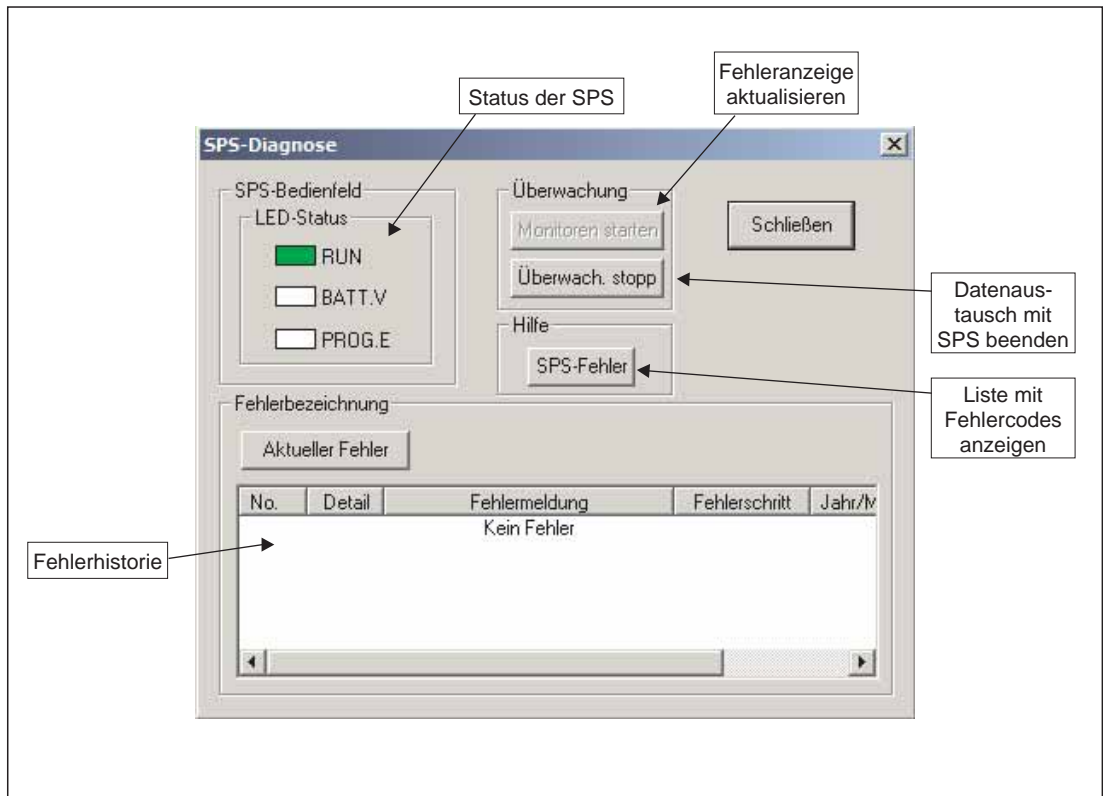 Fehleranzeige
aktualisieren
Status der SPS
SPS-Diagnose
SPS-Bedienfeld
LED-Status
RUN
BATT.V
PROG.E
Überwachung
Monitoren starten
Überwach. stopp
Schließen
Hilfe
SPS-Fehler
Datenaus-
tausch mit
SPS beenden
Liste mit
Fehlercodes
anzeigen
Fehlerbezeichnung
Aktueller Fehler
No. Detail Fehlermeldung Fehlerschritt Jahr/M
Kein Fehler
Fehlerhistorie